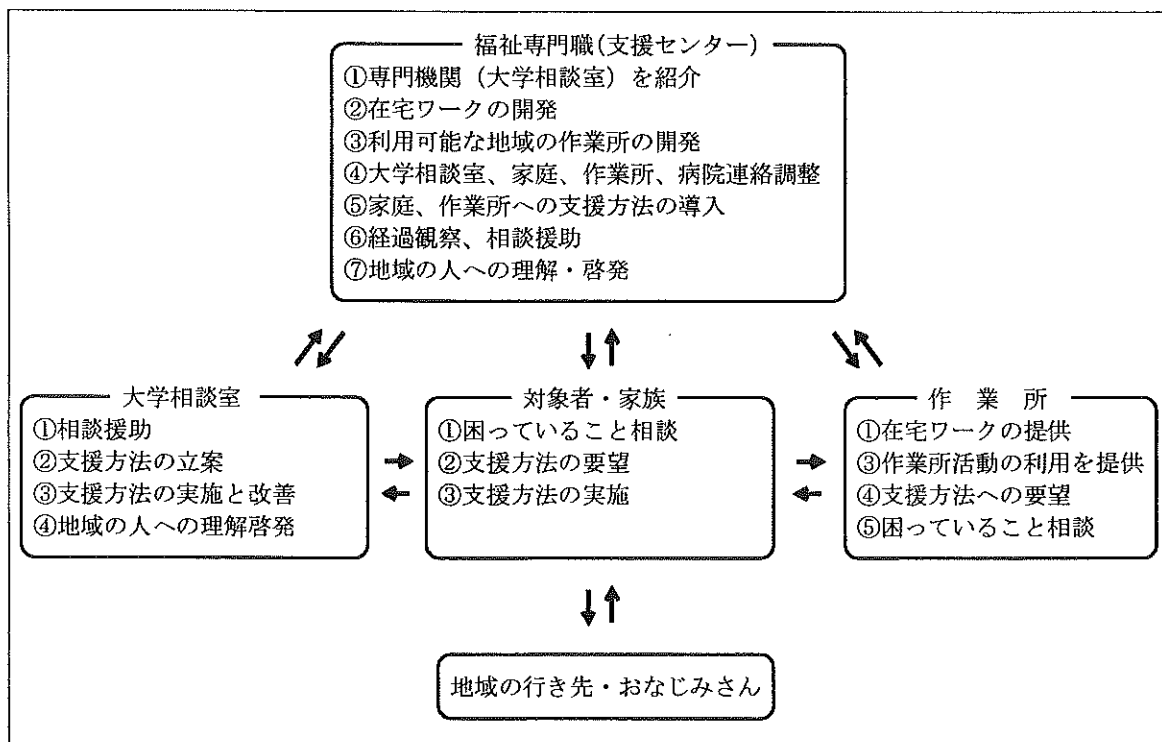 福祉専門職(支援センター)
①専門機関(大学相談室)を紹介
②在宅ワークの開発
③利用可能な地域の作業所の開発
④大学相談室、家庭、作業所、病院連絡調整
⑤家庭、作業所への支援方法の導入
⑥経過観察、相談援助
⑦地域の人への理解・啓発
大学相談室
①相談援助
②支援方法の立案
③支援方法の実施と改善
④地域の人への理解啓発
対象者・家族
①困っていること相談
②支援方法の要望
③支援方法の実施
作 業 所
①在宅ワークの提供
③作業所活動の利用を提供
④支援方法への要望
⑤困っていること相談
地域の行き先・おなじみさん